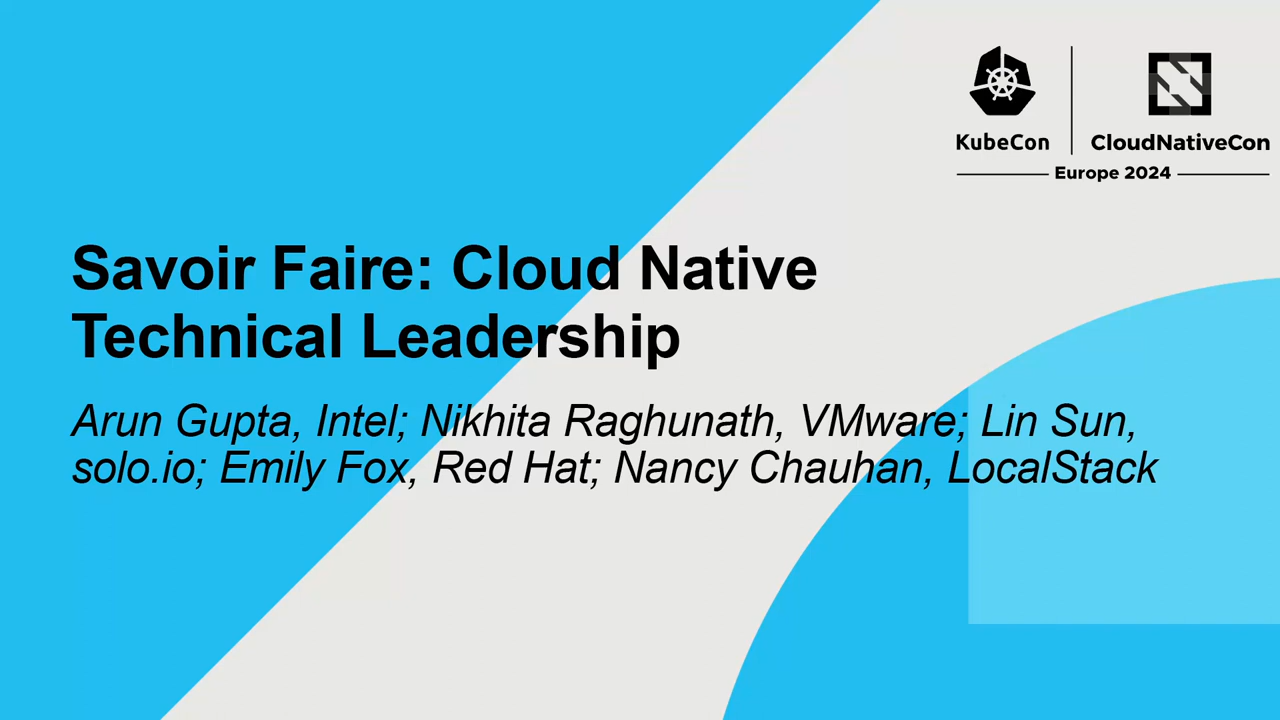 KubeCon
CloudNativeCon
Europe 2024
Savoir Faire: Cloud Native
Technical Leadership
Arun Gupta, Intel; Nikhita Raghunath, VMware; Lin Sun,
solo.io; Emily Fox, Red Hat; Nancy Chauhan, LocalStack